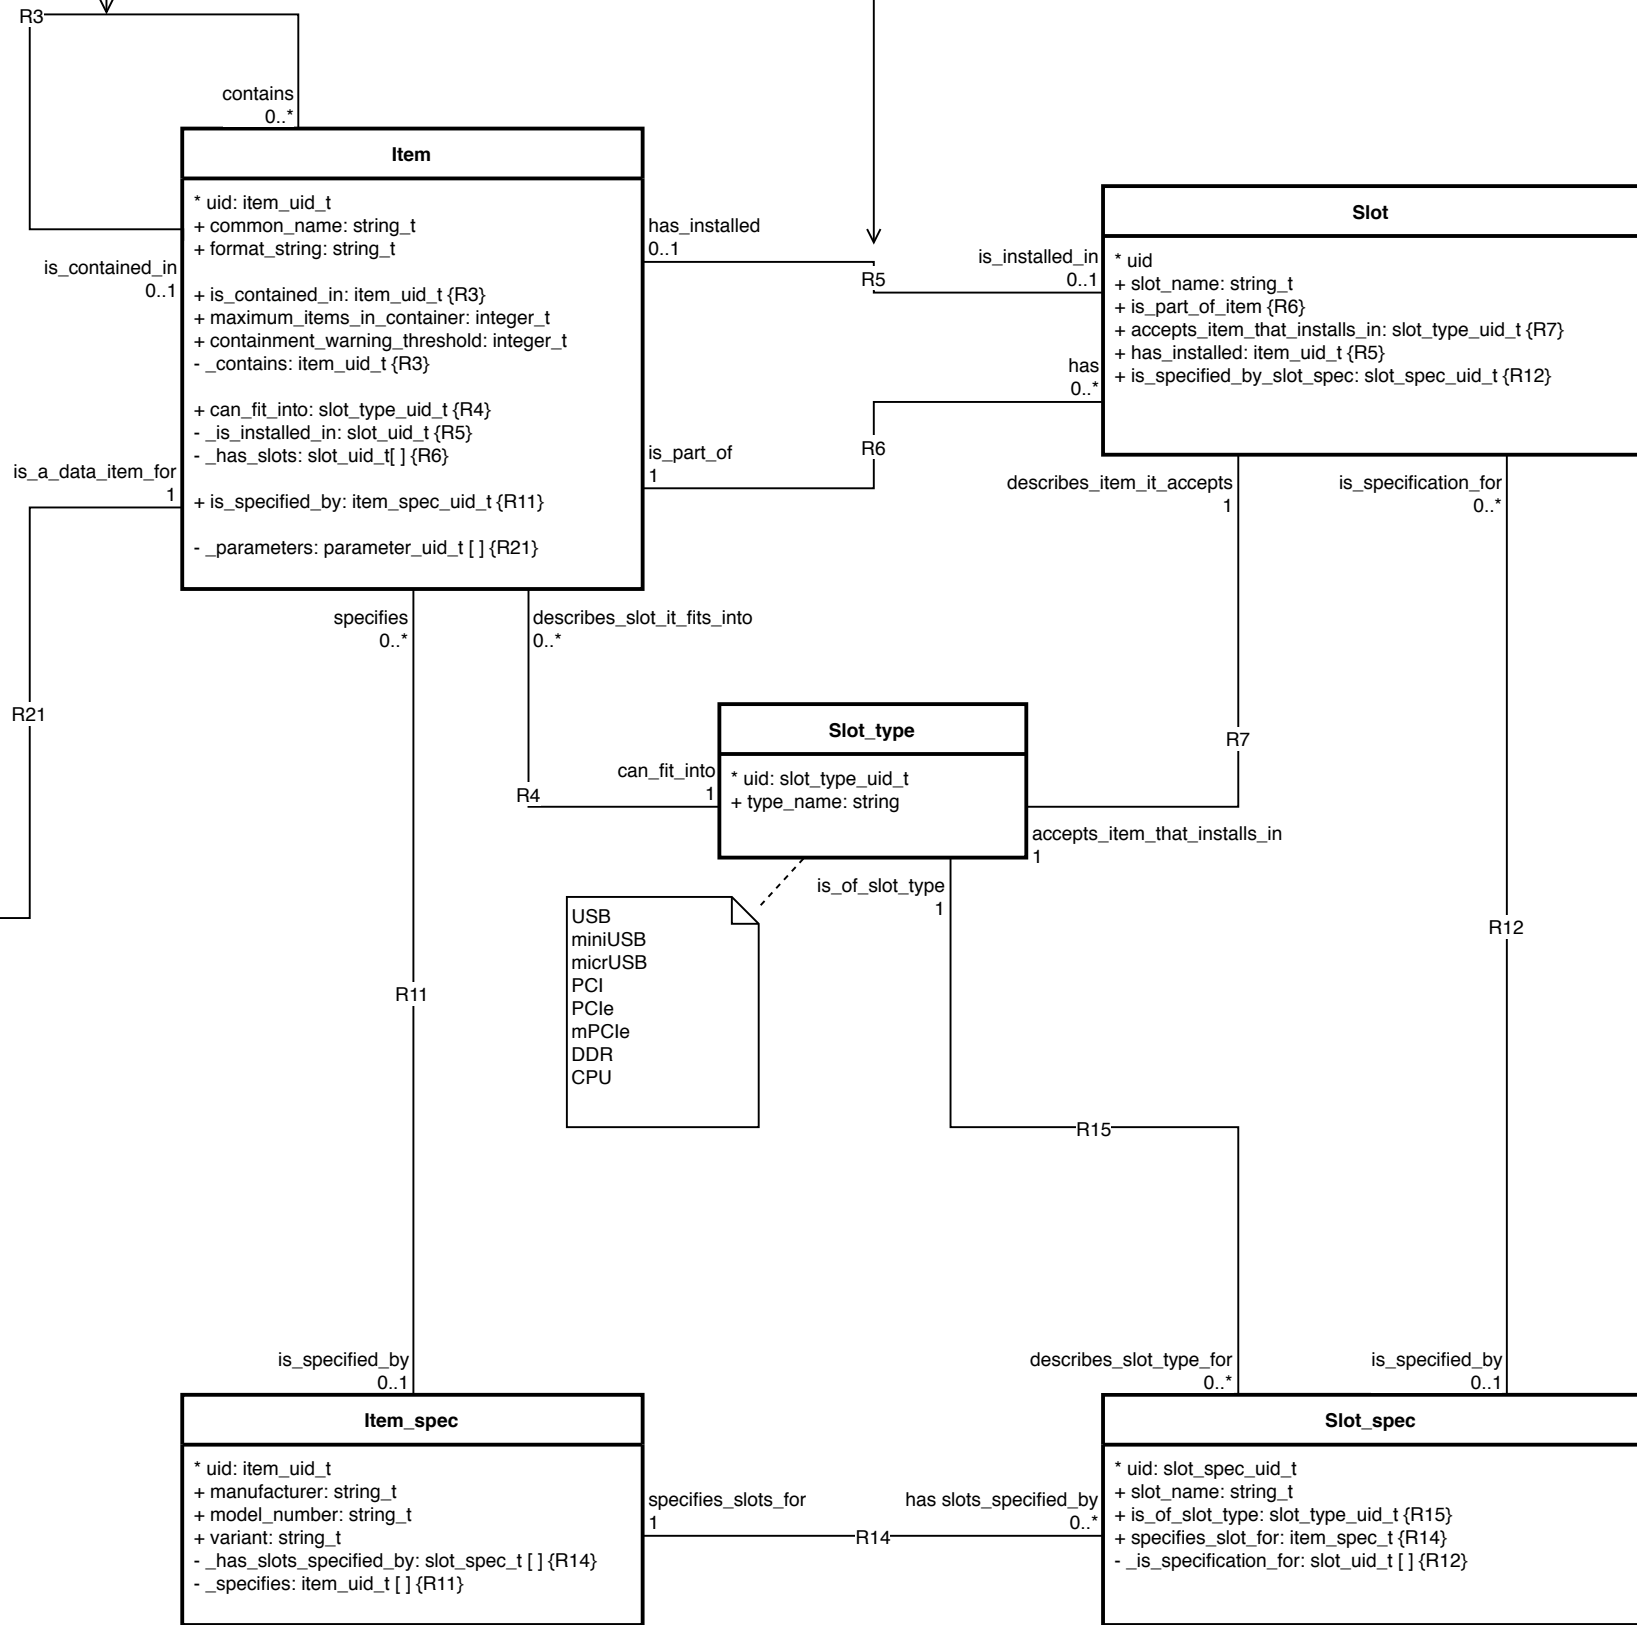 R3
contains
0..*
Item
* uid: item_uid_t
+ common_name: string_t
+ format_string: string_t
+ is_contained_in: item_uid_t {R3}
+ maximum_items_in_container: integer_t
+ containment_warning_threshold: integer_t
- _contains: item_uid_t {R3}
+ can_fit_into: slot_type_uid_t {R4}
- _is_installed_in: slot_uid_t {R5}
- _has_slots: slot_uid_t[ ] {R6}
+ is_specified_by: item_spec_uid_t {R11}
- _parameters: parameter_uid_t [ ] {R21}
is_contained_in
0..1
is_a_data_item_for
1
R21
has_installed
0..1
R5
is_installed_in
0..1
is_part_of
1
R6
has
0..*
Slot
* uid
+ slot_name: string_t
+ is_part_of_item {R6}
+ accepts_item_that_installs_in: slot_type_uid_t {R7}
+ has_installed: item_uid_t {R5}
+ is_specified_by_slot_spec: slot_spec_uid_t {R12}
describes_item_it_accepts
1
is_specification_for
0..*
specifies
0..*
describes_slot_it_fits_into
0..*
R4
can_fit_into
1
Slot_type
* uid: slot_type_uid_t
+ type_name: string
R7
accepts_item_that_installs_in
1
is_of_slot_type
1
USB
miniUSB
micrUSB
PCI
PCIe
mPCIe
DDR
CPU
R11
R12
R15
is_specified_by
0..1
describes_slot_type_for
0..*
is_specified_by
0..1
Item_spec
* uid: item_uid_t
+ manufacturer: string_t
+ model_number: string_t
+ variant: string_t
- _has_slots_specified_by: slot_spec_t [ ] {R14}
- _specifies: item_uid_t [ ] {R11}
specifies_slots_for
1
R14
has slots_specified_by
0..*
Slot_spec
* uid: slot_spec_uid_t
+ slot_name: string_t
+ is_of_slot_type: slot_type_uid_t {R15}
+ specifies_slot_for: item_spec_t {R14}
- _is_specification_for: slot_uid_t [ ] {R12}